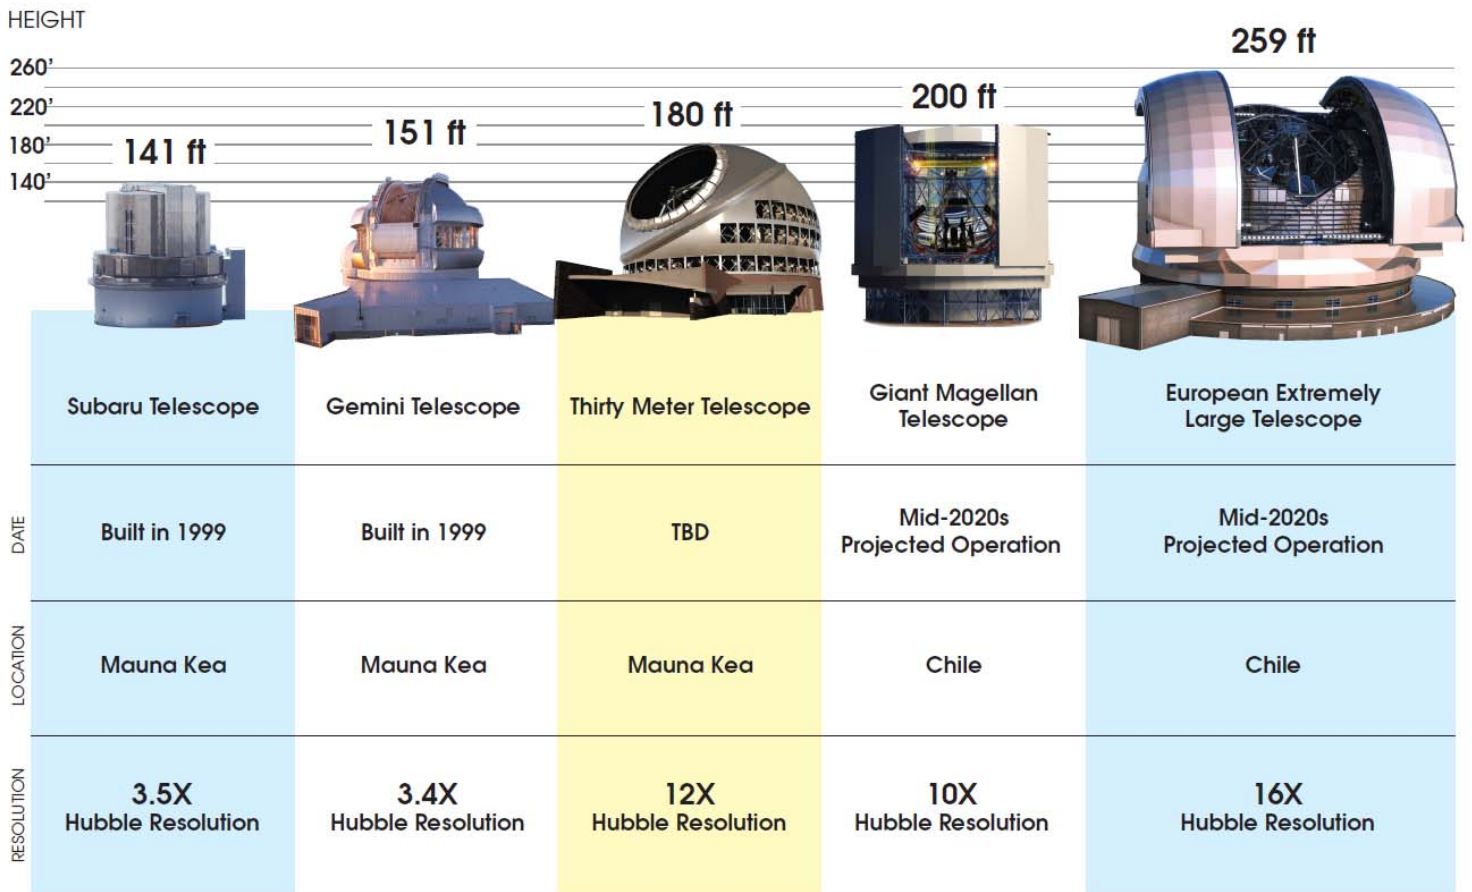 HEIGHT
260’
220’
180’
140’
141 ft
151 ft
180 ft
200 ft
259 ft
Subaru Telescope
Gemini Telescope
Thirty Meter Telescope
Giant Magellan
Telescope
European Extremely
Large Telescope
DATE
Built in 1999
Built in 1999
TBD
Mid-2020s
Projected Operation
Mid-2020s
Projected Operation
LOCATION
Mauna Kea
Mauna Kea
Mauna Kea
Chile
Chile
RESOLUTION
3.5X
Hubble Resolution
3.4X
Hubble Resolution
12X
Hubble Resolution
10X
Hubble Resolution
16X
Hubble Resolution